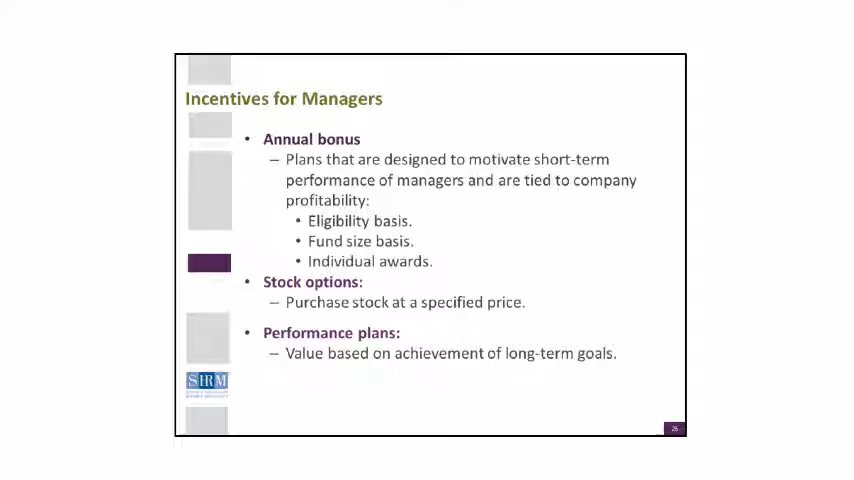 Incentives for Managers
• Annual bonus
– Plans that are designed to motivate short-term
performance of managers and are tied to company
profitability:
• Eligibility basis.
• Fund size basis.
• Individual awards.
• Stock options:
– Purchase stock at a specified price.
• Performance plans:
– Value based on achievement of long-term goals.
SIRM